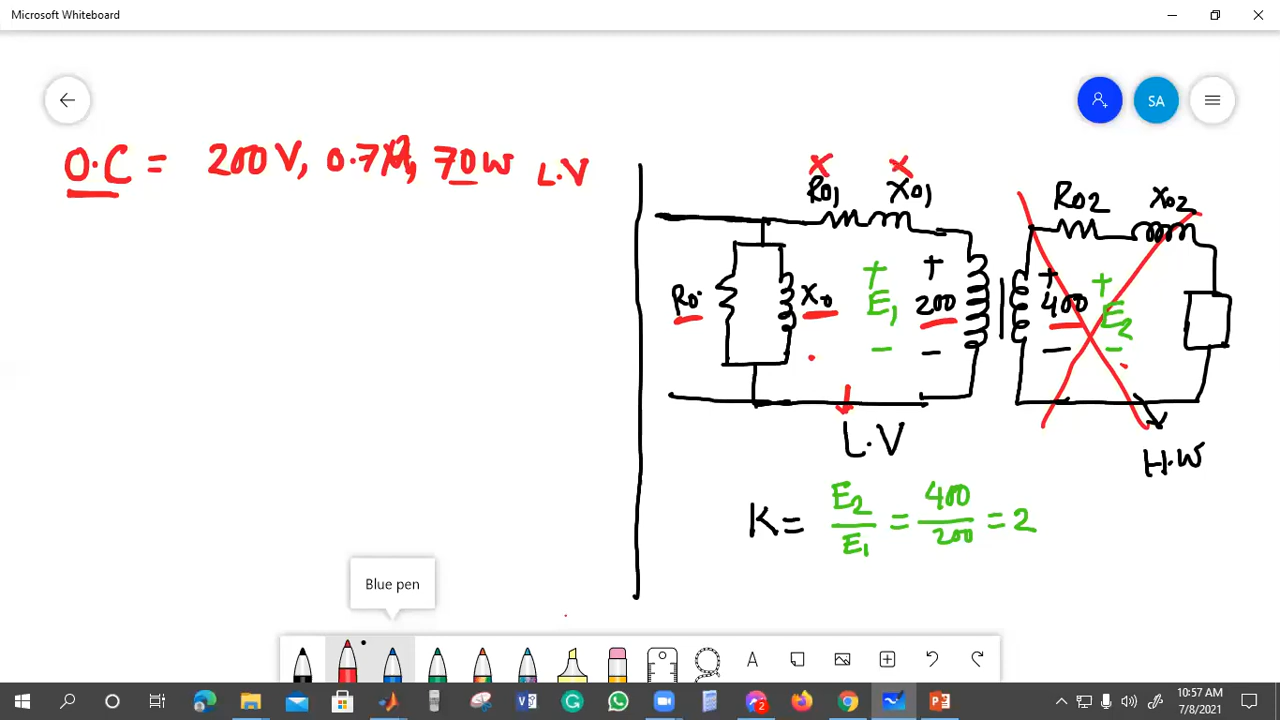 Microsoft Whiteboard
SA
O.C = 200V, 0.7A, 70W L.V
X X
R01 X01
R02 X02
R0 X0 + E1 - + 200 - + 400 - + E2 -
L.V
H.W
K = E2/E1 = 400/200 = 2
Blue pen
A
2
10:57 AM
7/8/2021